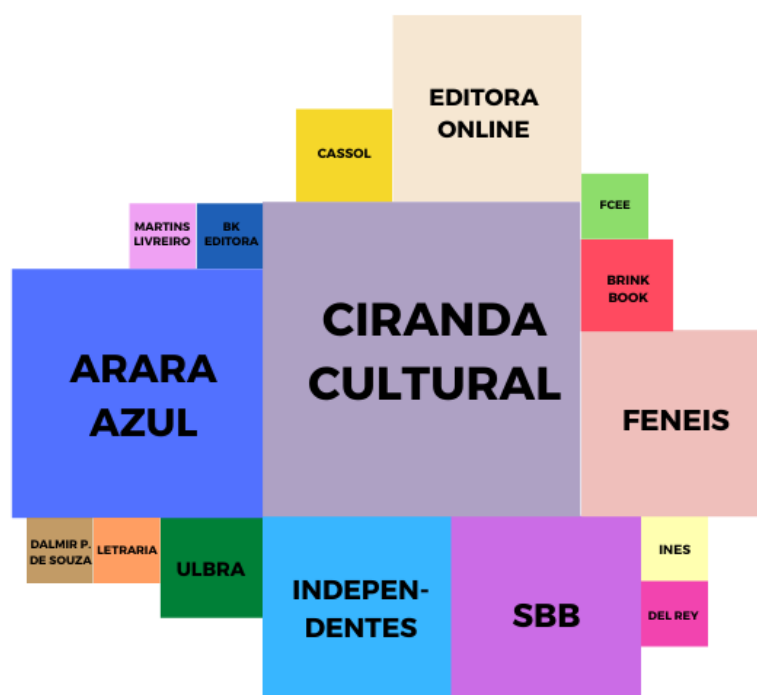 EDITORA
ONLINE
CASSOL
FCEE
MARTINS
LIVREIRO
BK
EDITORA
BRINK
BOOK
CIRANDA
CULTURAL
ARARA
AZUL
FENEIS
DALMIR P.
DE SOUZA
LETRARIA
ULBRA
INDEPEN-
DENTES
SBB
INES
DEL REY